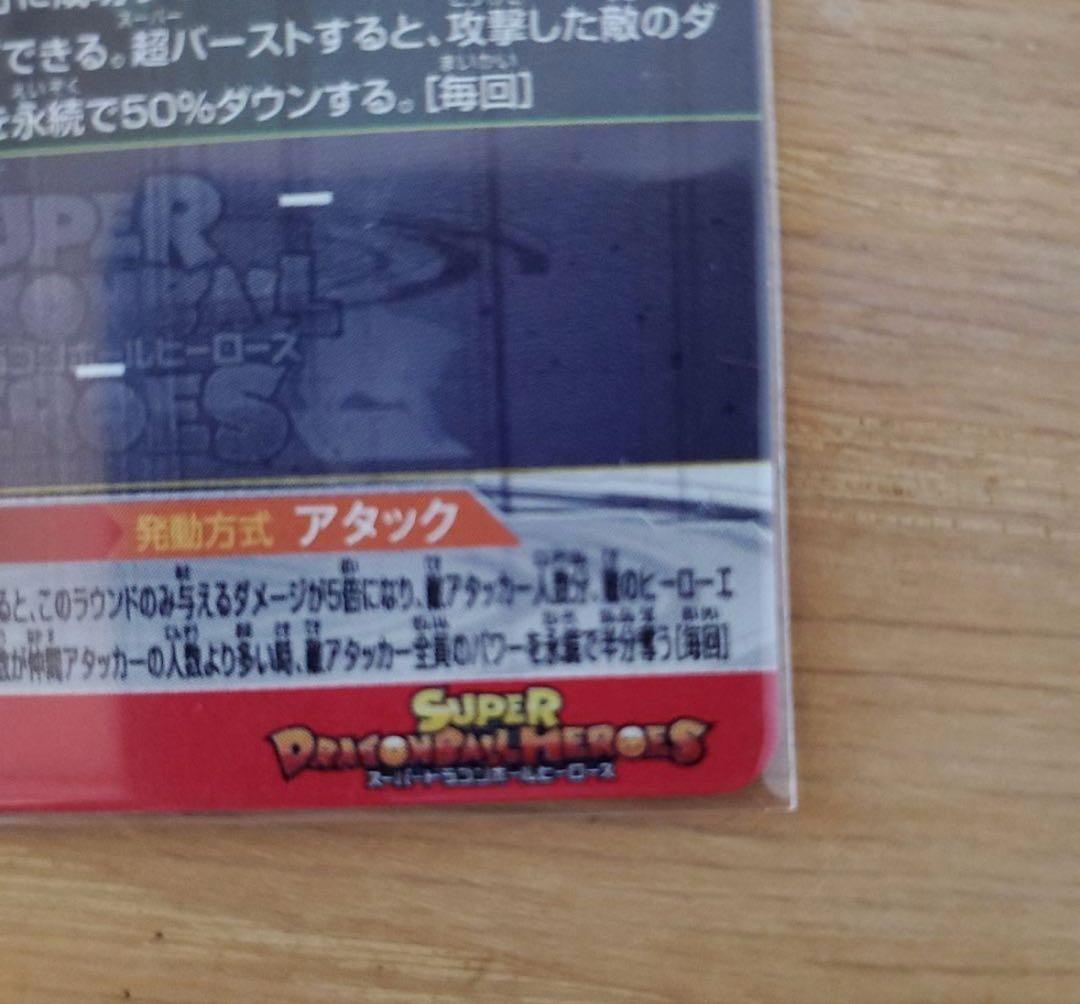 できる。超バーストすると、攻撃した敵のダ
を永続で50%ダウンする。[毎回]
SUPER
ホールヒーローズ
発動方式 アタック
ると、このラウンドのみ与えるダメージが5倍になり、敵アタッカー人数分、敵のヒーローエ
数が仲間アタッカーの人数より多い時、敵アタッカー全員のパワーを永続で半分奪う[毎回]
SUPER
DRAGONBALL HEROES
スーパードラゴンボールヒーローズ